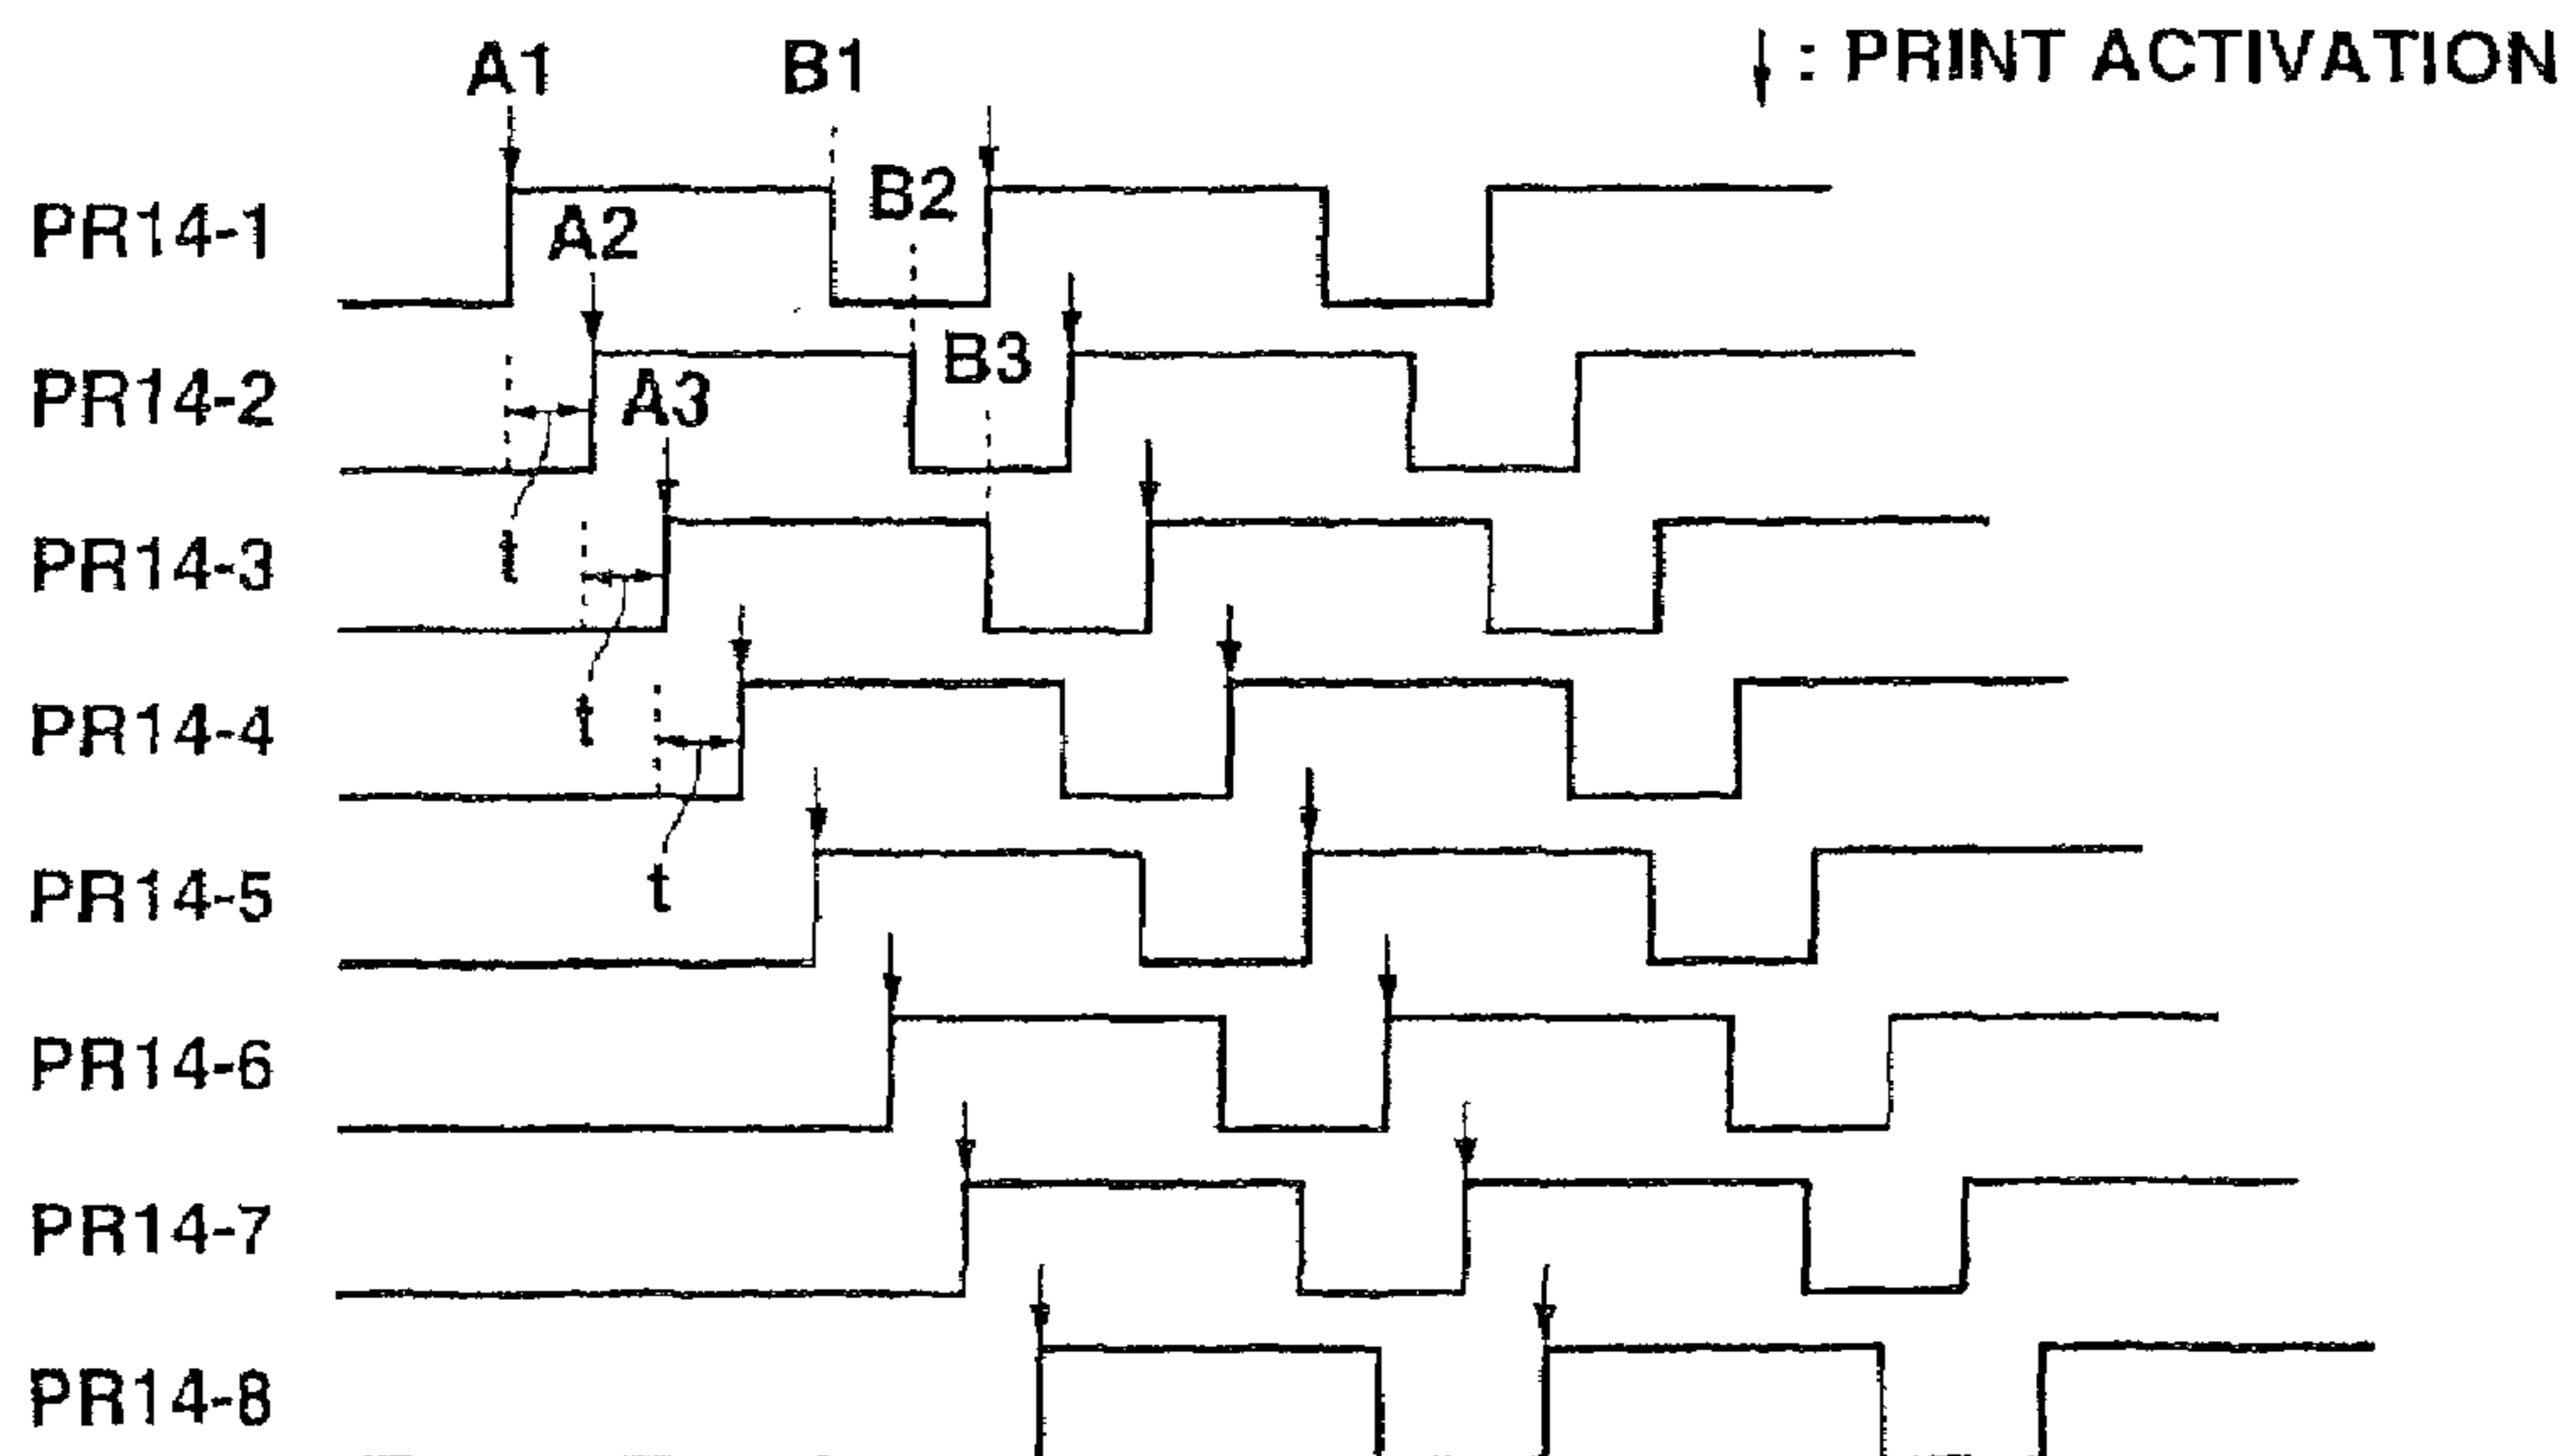 A1
B1
↓ : PRINT ACTIVATION
PR14-1
A2
B2
PR14-2
A3
B3
PR14-3
t
PR14-4
t
PR14-5
t
PR14-6
PR14-7
PR14-8